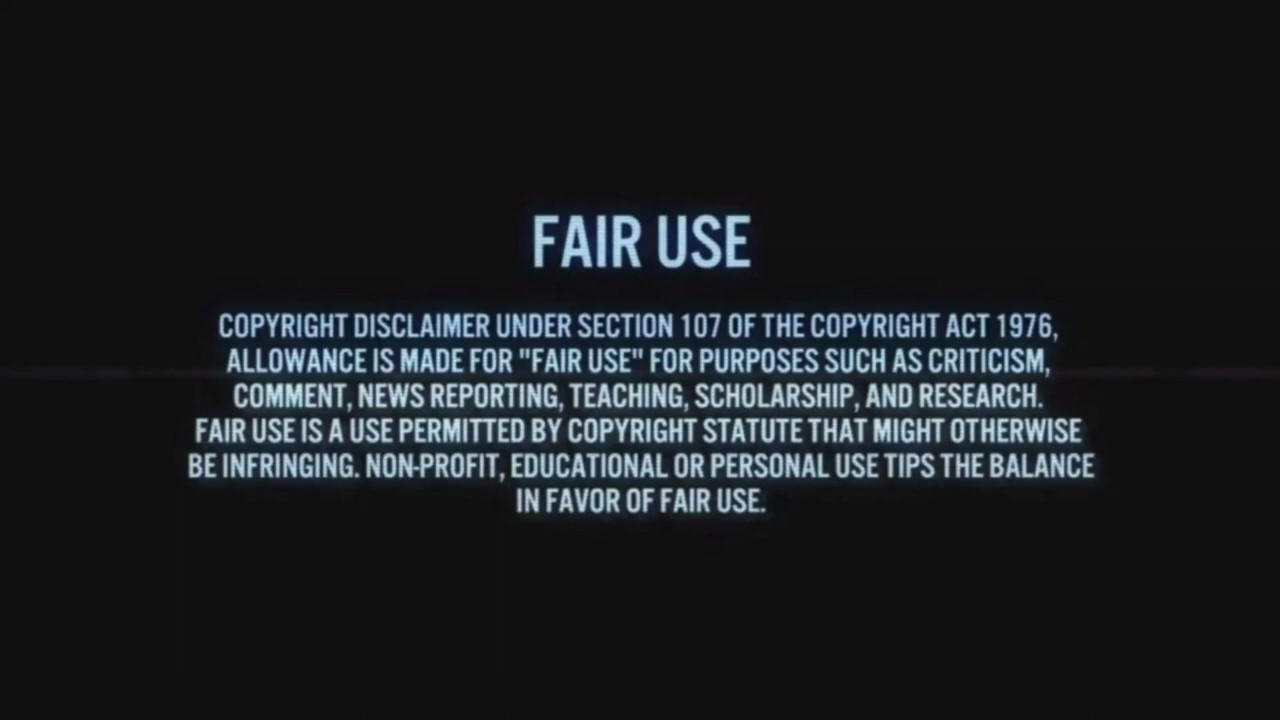 FAIR USE
COPYRIGHT DISCLAIMER UNDER SECTION 107 OF THE COPYRIGHT ACT 1976,
ALLOWANCE IS MADE FOR "FAIR USE" FOR PURPOSES SUCH AS CRITICISM,
COMMENT, NEWS REPORTING, TEACHING, SCHOLARSHIP, AND RESEARCH.
FAIR USE IS A USE PERMITTED BY COPYRIGHT STATUTE THAT MIGHT OTHERWISE
BE INFRINGING. NON-PROFIT, EDUCATIONAL OR PERSONAL USE TIPS THE BALANCE
IN FAVOR OF FAIR USE.